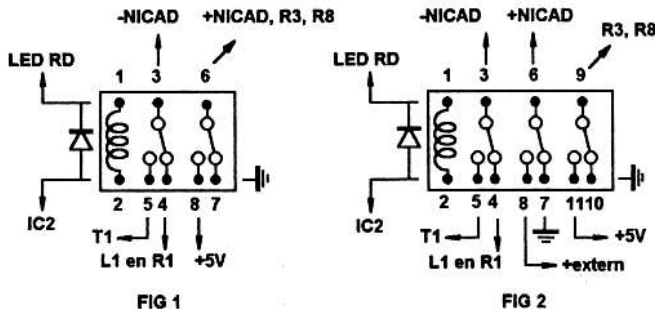 -NICAD
+NICAD, R3, R8
LED RD
1 3 6
2 5 4 8 7
IC2
T1
L1 en R1
+5V
FIG 1
-NICAD
+NICAD
R3, R8
LED RD
1 3 6 9
2 5 4 8 7 1110
IC2
T1
L1 en R1
+5V
+extern
FIG 2